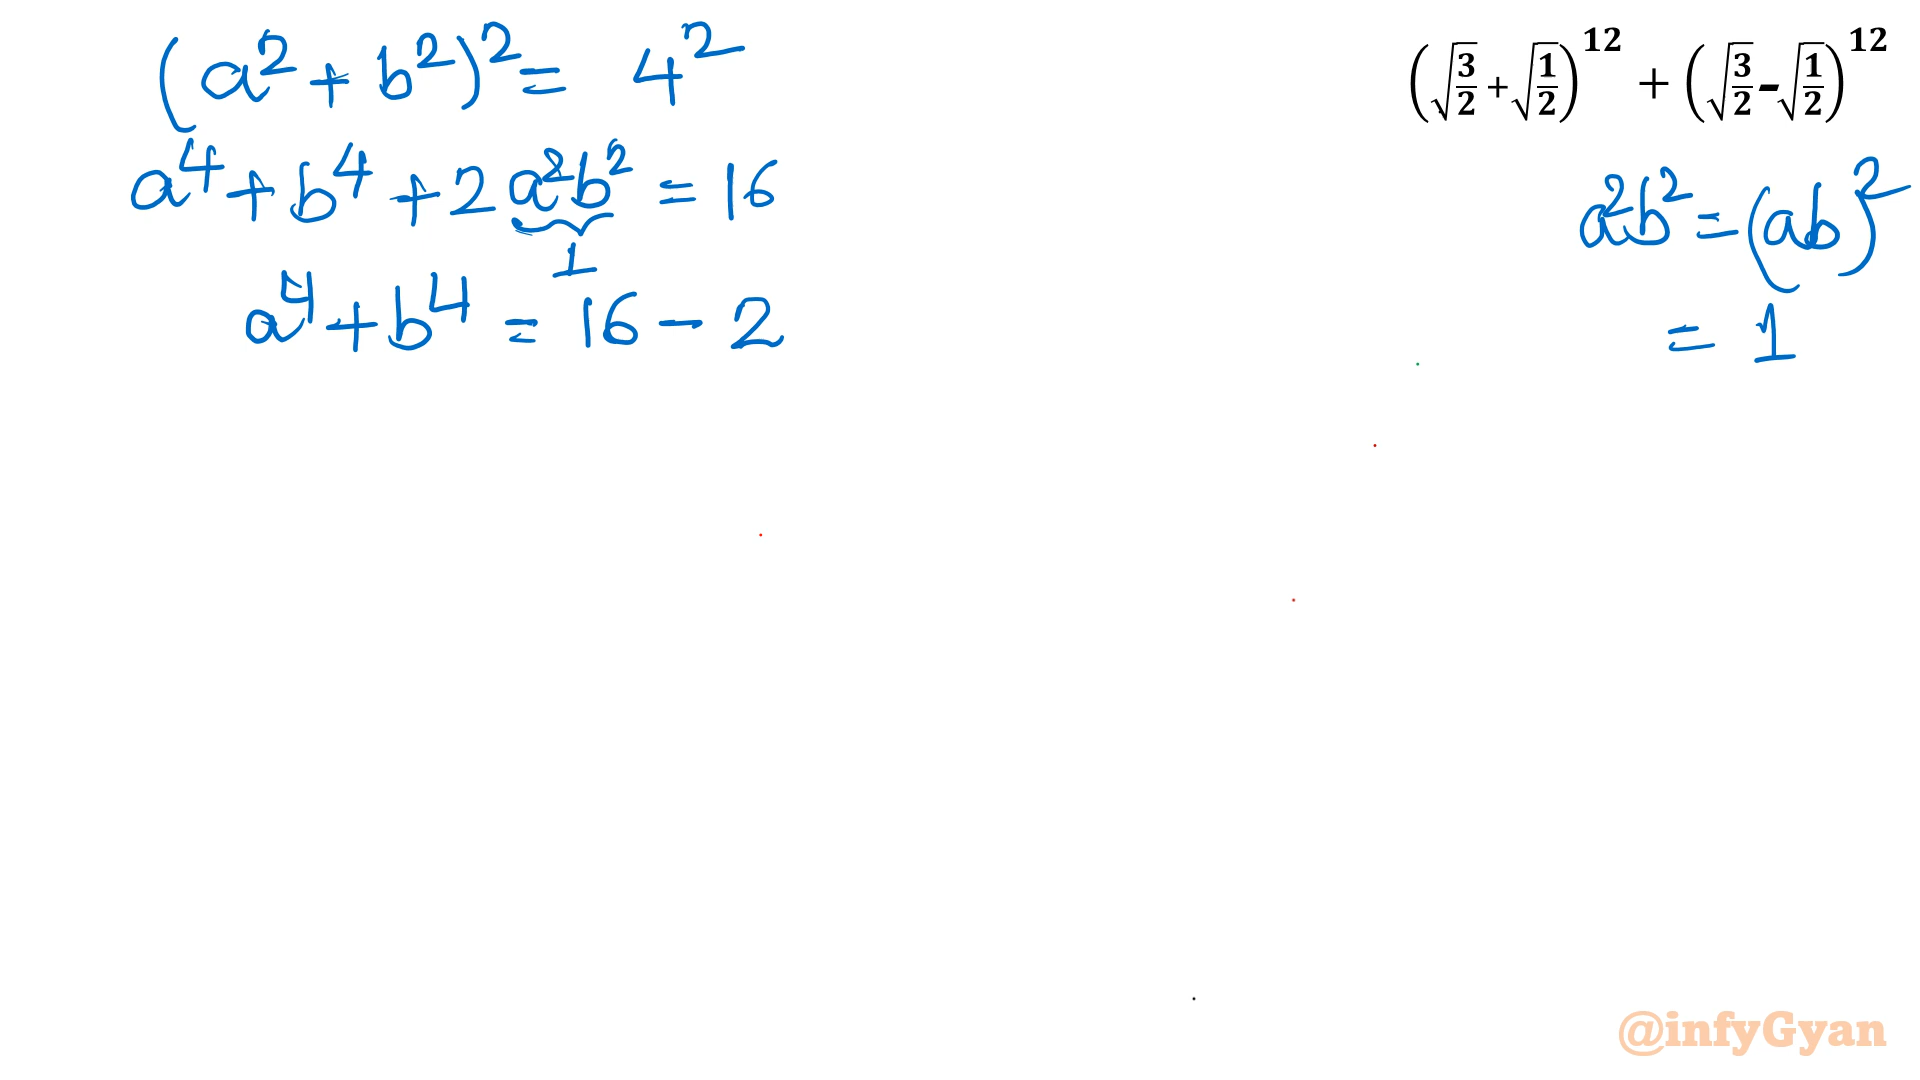 (a² + b²)² = 4²
a⁴ + b⁴ + 2a²b² = 16
1
a⁴ + b⁴ = 16 - 2
(√(3/2) + √(1/2))¹² + (√(3/2) - √(1/2))¹²
a²b² = (ab)²
= 1
@infyGyan